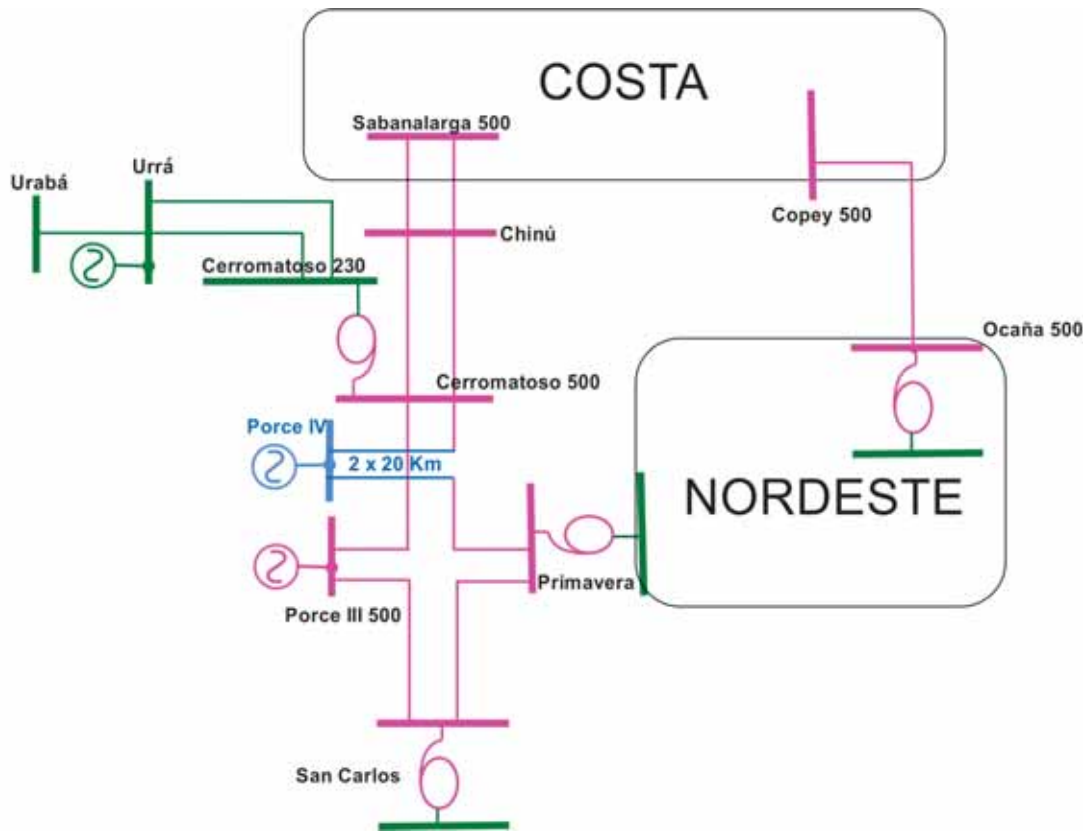 COSTA
Sabanalarga 500
Urrá
Urabá
Copey 500
Chinú
Cerromatoso 230
Ocaña 500
Cerromatoso 500
Porce IV
2 x 20 Km
NORDESTE
Primavera
Porce III 500
San Carlos